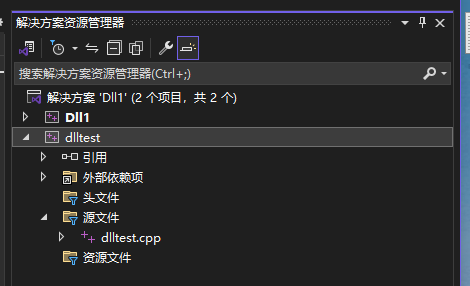 解决方案资源管理器
搜索解决方案资源管理器(Ctrl+;)
解决方案 'Dll1' (2 个项目，共 2 个)
Dll1
dlltest
引用
外部依赖项
头文件
源文件
dlltest.cpp
资源文件